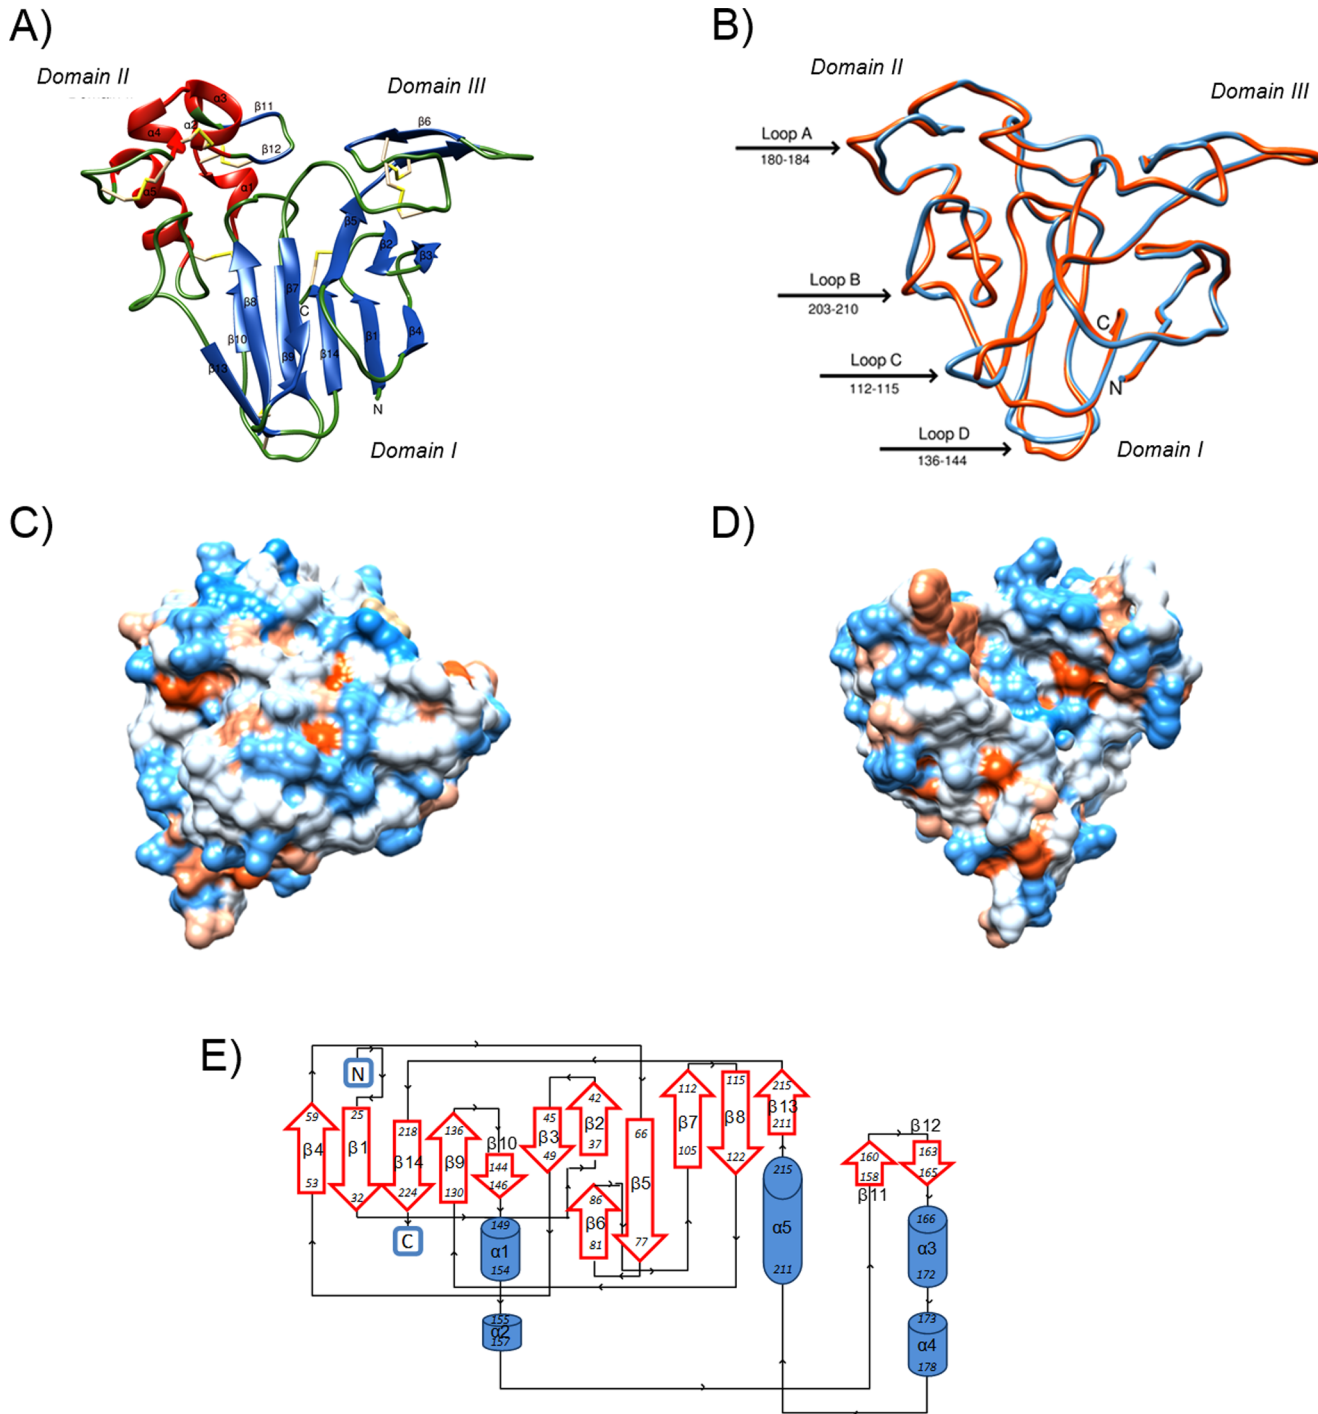 A)
Domain II
Domain III
α3
β11
α4
α2
β12
β6
α5
α1
β5
β2
β3
β7
β8
C
β10
β1
β4
β9
β14
β13
N
Domain I
B)
Domain II
Domain III
Loop A
180-184
Loop B
203-210
C
Loop C
112-115
N
Loop D
136-144
Domain I
C)
D)
E)
N
59
β4
53
25
β1
32
218
β14
224
C
136
β9
130
β10
144
146
149
α1
154
155
α2
157
45
β3
49
42
β2
37
86
β6
81
66
β5
77
112
β7
105
115
β8
122
215
β13
211
215
α5
211
160
158
β11
β12
163
165
166
α3
172
173
α4
178